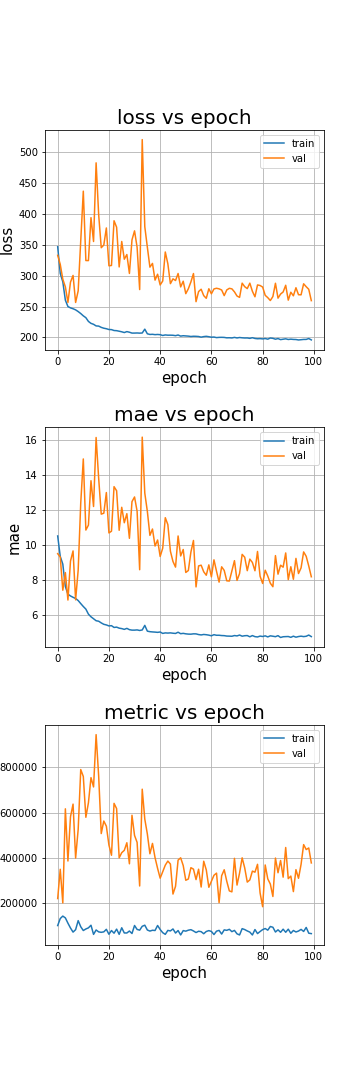 loss vs epoch
train
val
500
450
400
350
300
250
200
loss
0 20 40 60 80 100
epoch
mae vs epoch
train
val
16
14
12
10
8
6
mae
0 20 40 60 80 100
epoch
metric vs epoch
train
val
800000
600000
400000
200000
0 20 40 60 80 100
epoch